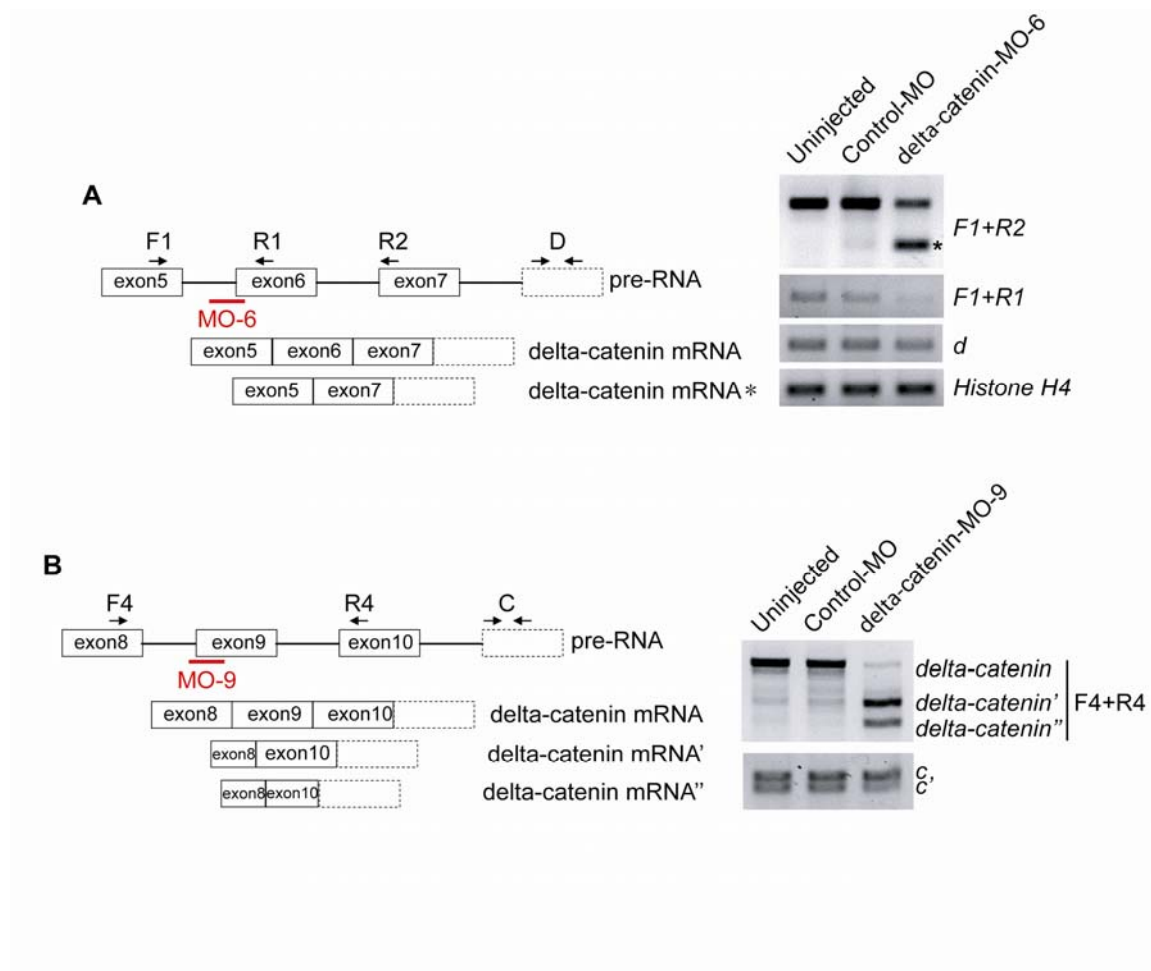 A
F1 R1 R2 D
exon5 exon6 exon7 pre-RNA
MO-6
exon5 exon6 exon7 delta-catenin mRNA
exon5 exon7 delta-catenin mRNA*
Uninjected
Control-MO
delta-catenin-MO-6
*
F1+R2
F1+R1
d
Histone H4
B
F4 R4 C
exon8 exon9 exon10 pre-RNA
MO-9
exon8 exon9 exon10 delta-catenin mRNA
exon8 exon10 delta-catenin mRNA'
exon8 exon10 delta-catenin mRNA"
Uninjected
Control-MO
delta-catenin-MO-9
delta-catenin
delta-catenin'
delta-catenin"
F4+R4
c,
c